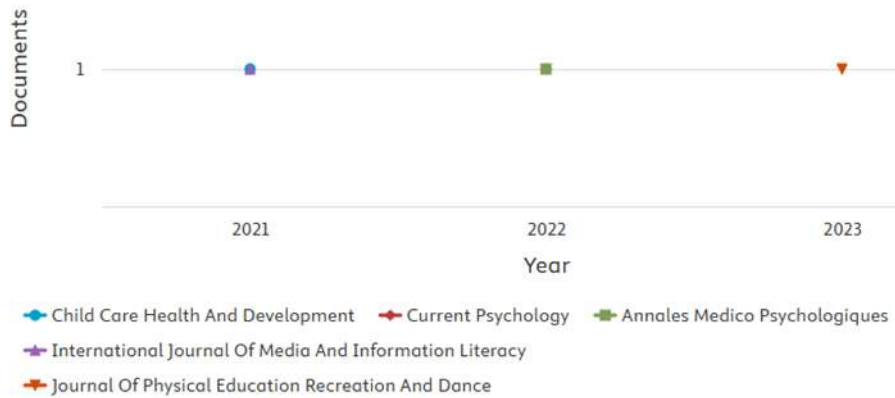 Documents
1
2021 2022 2023
Year
Child Care Health And Development Current Psychology Annales Medico Psychologiques
International Journal Of Media And Information Literacy
Journal Of Physical Education Recreation And Dance